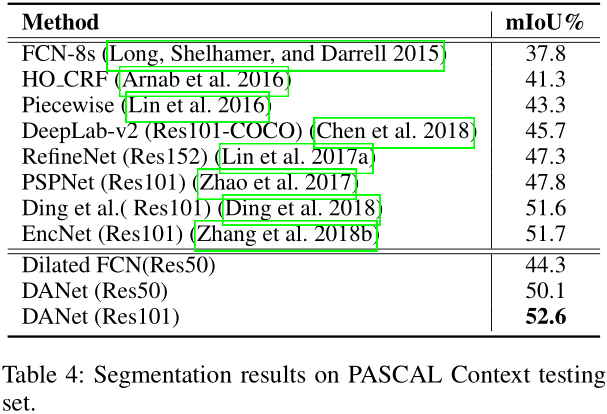 Method mIoU%
FCN-8s (Long, Shelhamer, and Darrell 2015) 37.8
HO_CRF (Arnab et al. 2016) 41.3
Piecewise (Lin et al. 2016) 43.3
DeepLab-v2 (Res101-COCO) (Chen et al. 2018) 45.7
RefineNet (Res152) (Lin et al. 2017a) 47.3
PSPNet (Res101) (Zhao et al. 2017) 47.8
Ding et al.( Res101) (Ding et al. 2018) 51.6
EncNet (Res101) (Zhang et al. 2018b) 51.7
Dilated FCN(Res50) 44.3
DANet (Res50) 50.1
DANet (Res101) 52.6
Table 4: Segmentation results on PASCAL Context testing
set.